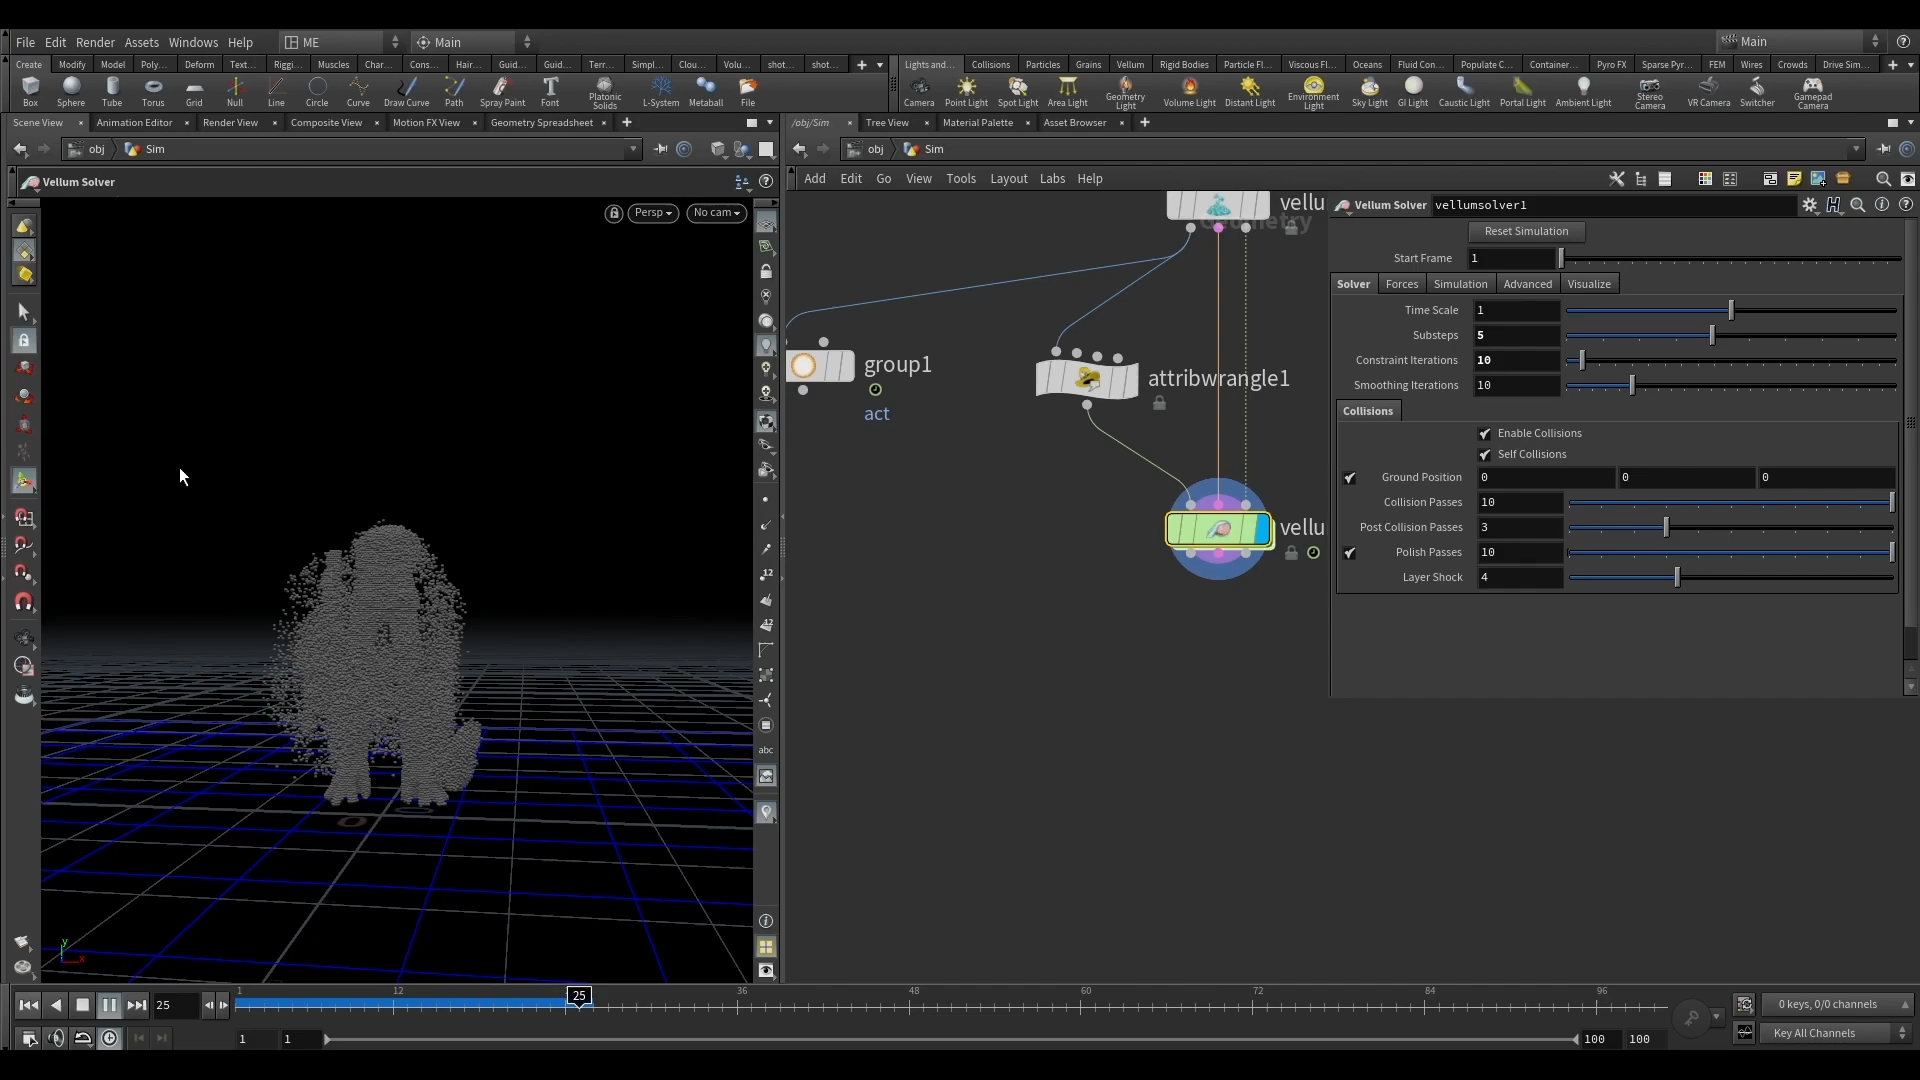 File Edit Render Assets Windows Help ME Main Main
Create Modify Model Poly... Deform Text... Riggi... Muscles Char... Cons... Hair... Guid... Guid... Terr... Simpl... Clou... Volu... shot... shot...
Lights and... Collisions Particles Grains Vellum Rigid Bodies Particle Fl... Viscous Fl... Oceans Fluid Con... Populate C... Container... Pyro FX Sparse Pyr... FEM Wires Crowds Drive Sim...
Box Sphere Tube Torus Grid Null Line Circle Curve Draw Curve Path Spray Paint Font Platonic Solids L-System Metaball File
Camera Point Light Spot Light Area Light Geometry Light Volume Light Distant Light Environment Light Sky Light GI Light Caustic Light Portal Light Ambient Light Stereo Camera VR Camera Switcher Gamepad Camera
Scene View Animation Editor Render View Composite View Motion FX View Geometry Spreadsheet
/obj/Sim Tree View Material Palette Asset Browser
obj Sim
obj Sim
Vellum Solver
Add Edit Go View Tools Layout Labs Help
Persp No cam
vellu
group1
act
attribwrangle1
vellu
Vellum Solver vellumsolver1
Reset Simulation
Start Frame 1
Solver Forces Simulation Advanced Visualize
Time Scale 1
Substeps 5
Constraint Iterations 10
Smoothing Iterations 10
Collisions
Enable Collisions
Self Collisions
Ground Position 0 0 0
Collision Passes 10
Post Collision Passes 3
Polish Passes 10
Layer Shock 4
12
12
abc
y
x
25 1 12 25 36 48 60 72 84 96
0 keys, 0/0 channels
1 1 100 100
Key All Channels